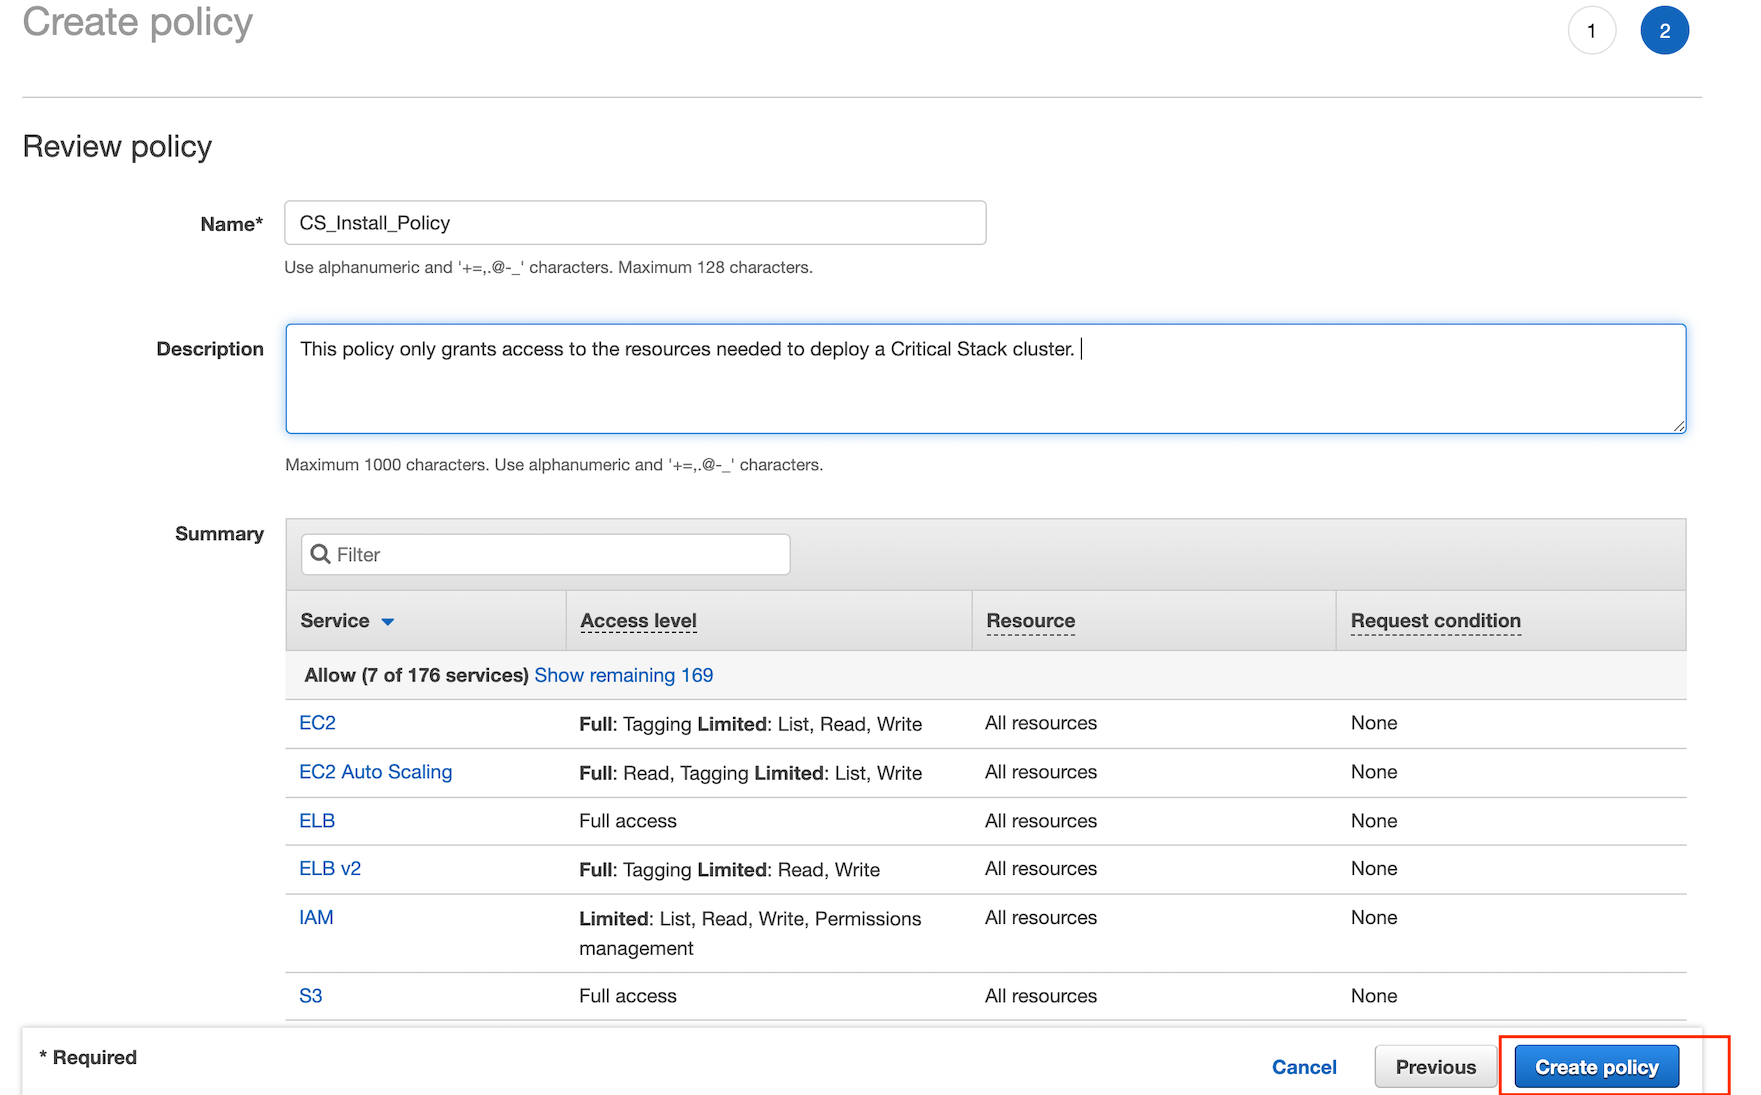 Create policy
1
2
Review policy
Name*
CS_Install_Policy
Use alphanumeric and '+=,.@-_' characters. Maximum 128 characters.
Description
This policy only grants access to the resources needed to deploy a Critical Stack cluster.
Maximum 1000 characters. Use alphanumeric and '+=,.@-_' characters.
Summary
Filter
Service Access level Resource Request condition
Allow (7 of 176 services) Show remaining 169
EC2 Full: Tagging Limited: List, Read, Write All resources None
EC2 Auto Scaling Full: Read, Tagging Limited: List, Write All resources None
ELB Full access All resources None
ELB v2 Full: Tagging Limited: Read, Write All resources None
IAM Limited: List, Read, Write, Permissions All resources None
management
S3 Full access All resources None
* Required
Cancel Previous Create policy